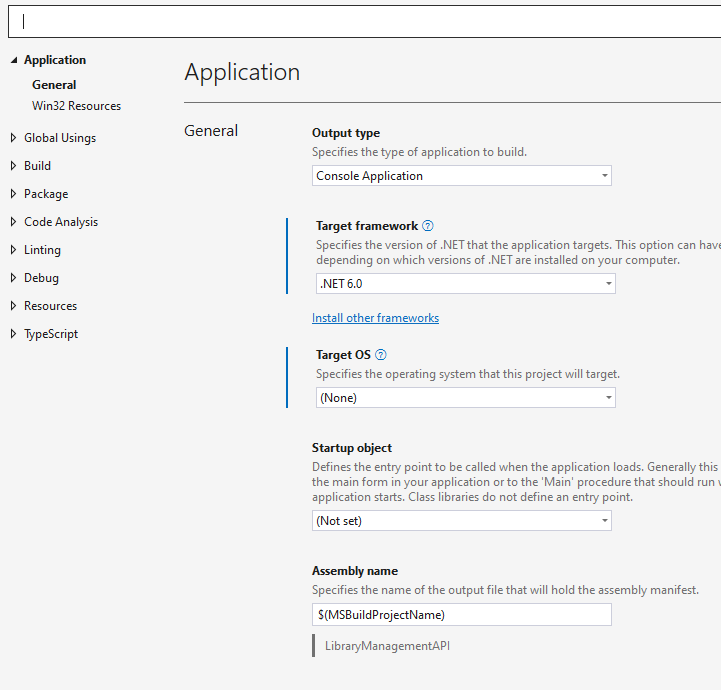 Application
General
Win32 Resources
Global Usings
Build
Package
Code Analysis
Linting
Debug
Resources
TypeScript
Application
General
Output type
Specifies the type of application to build.
Console Application
Target framework
Specifies the version of .NET that the application targets. This option can have
depending on which versions of .NET are installed on your computer.
.NET 6.0
Install other frameworks
Target OS
Specifies the operating system that this project will target.
(None)
Startup object
Defines the entry point to be called when the application loads. Generally this
the main form in your application or to the 'Main' procedure that should run
application starts. Class libraries do not define an entry point.
(Not set)
Assembly name
Specifies the name of the output file that will hold the assembly manifest.
$(MSBuildProjectName)
LibraryManagementAPI